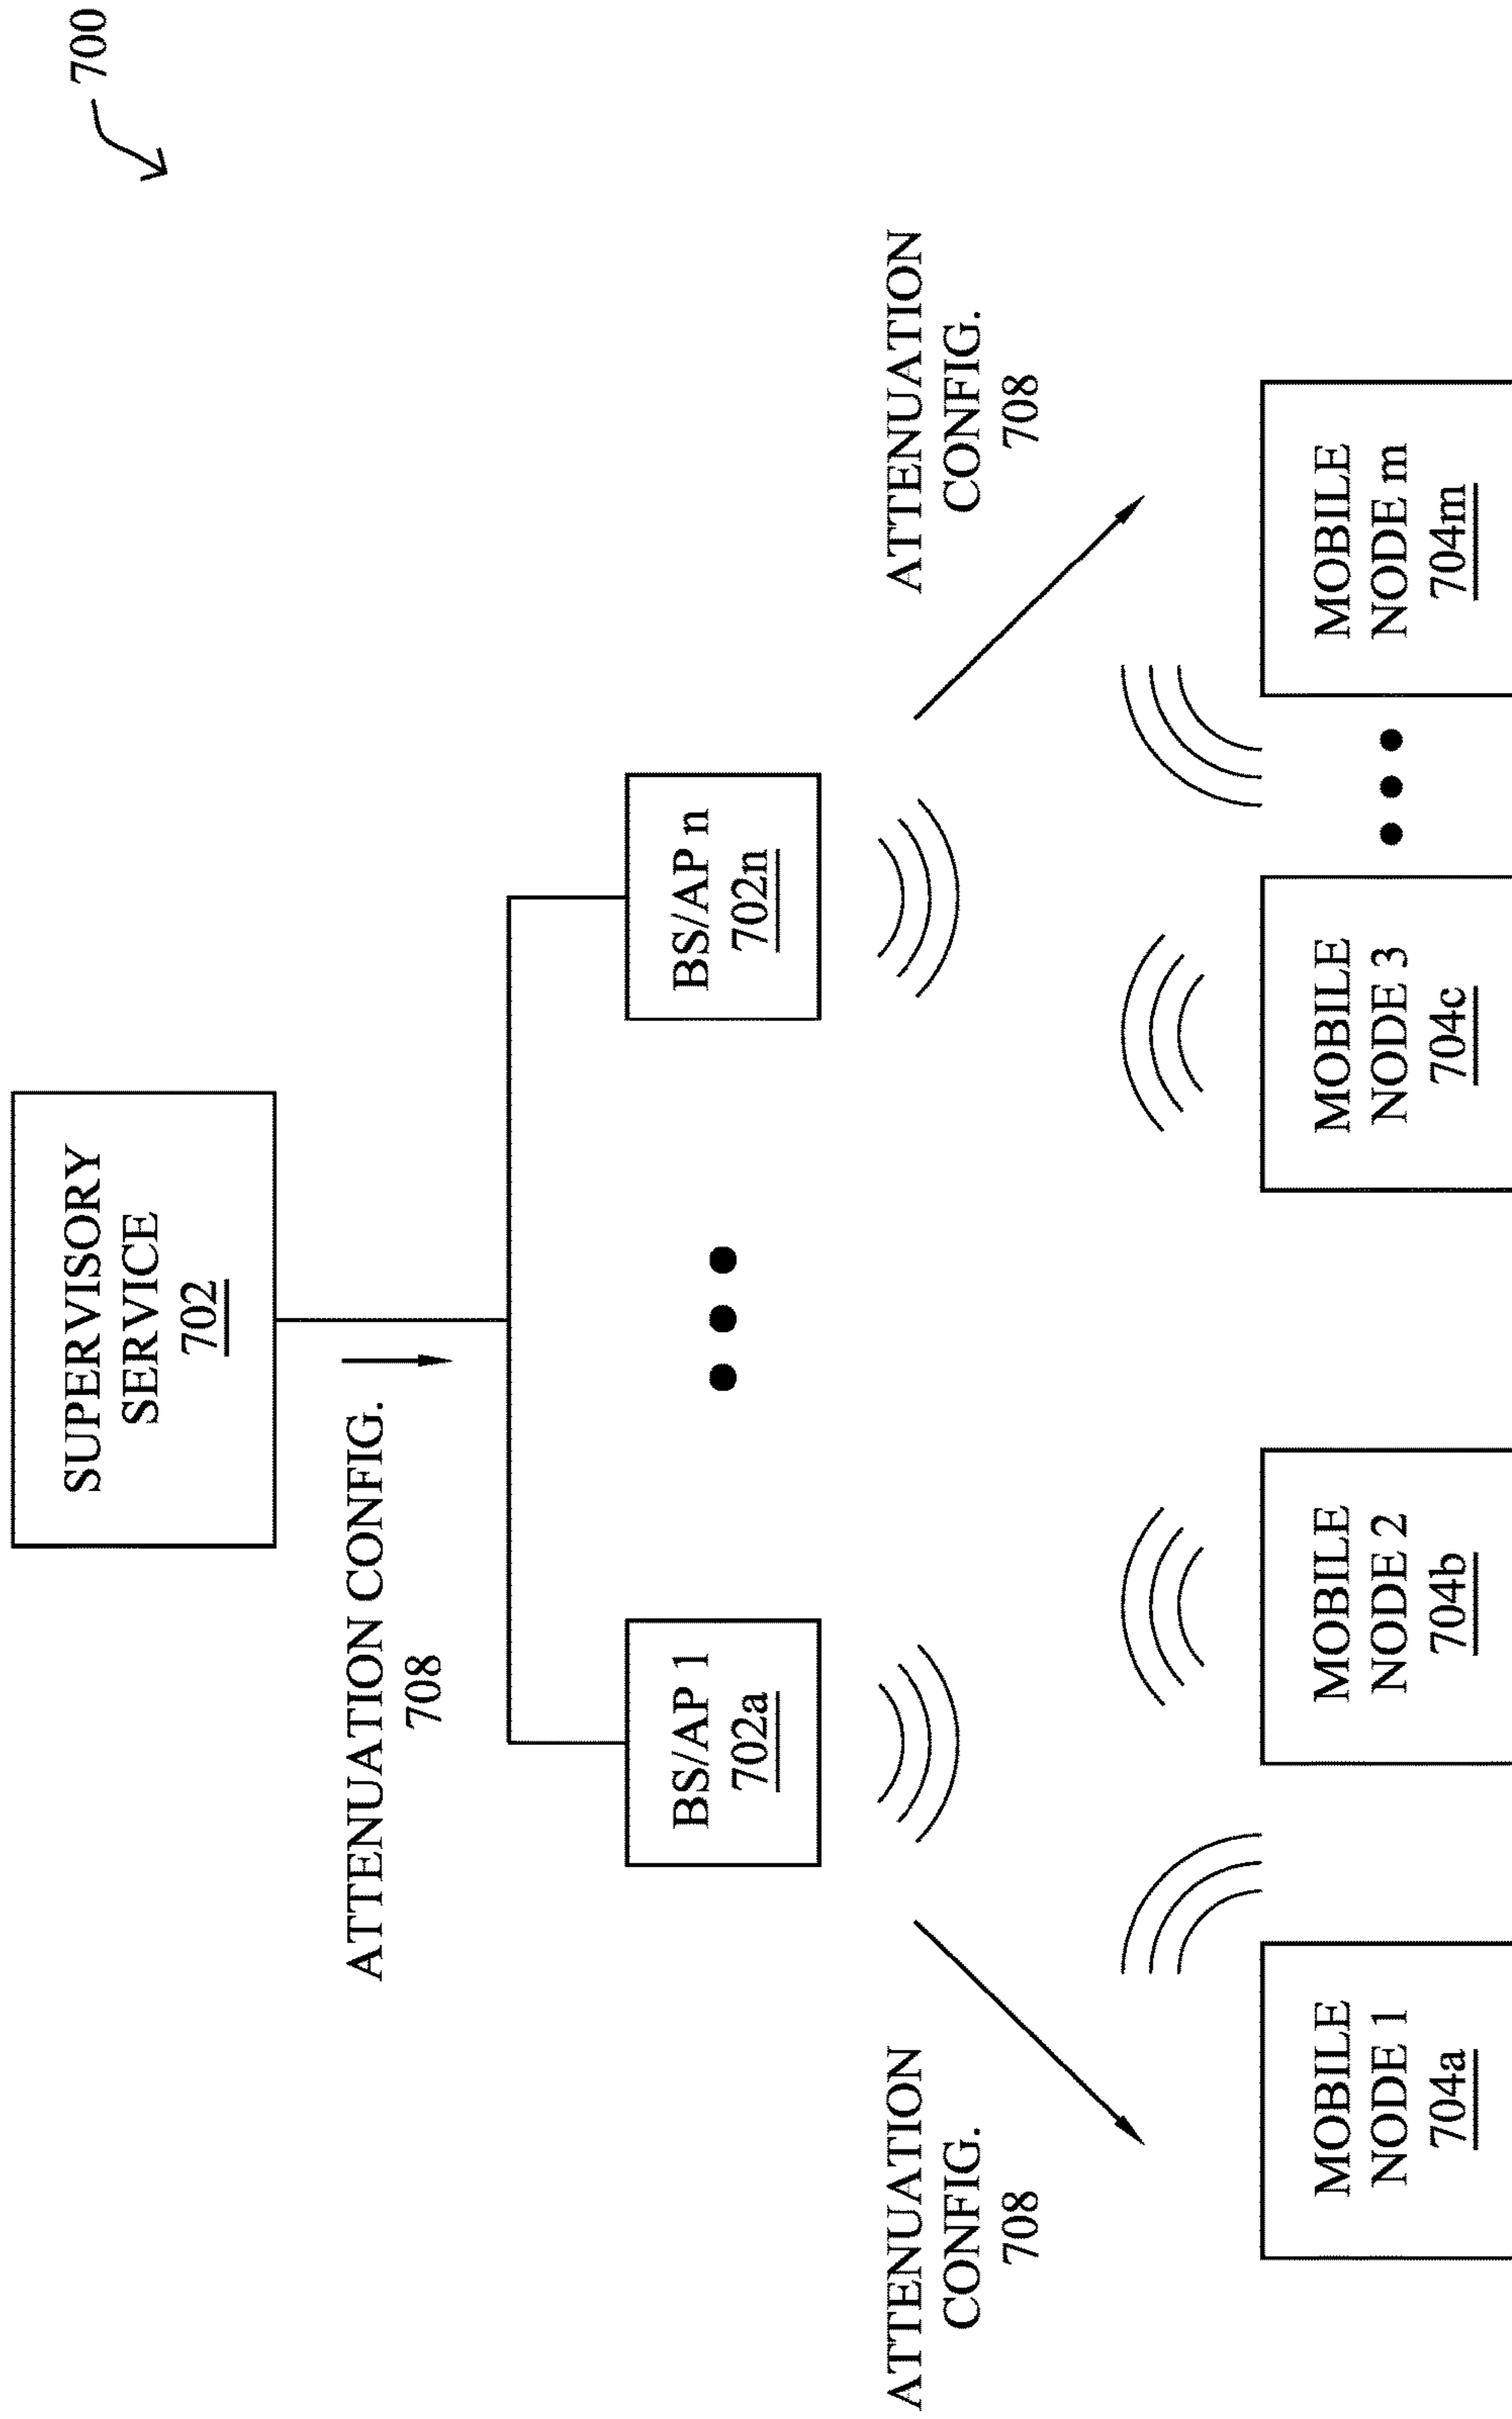 700
SUPERVISORY
SERVICE
702
ATTENUATION CONFIG.
708
BS/AP 1
702a
BS/AP n
702n
ATTENUATION
CONFIG.
708
ATTENUATION
CONFIG.
708
MOBILE
NODE 1
704a
MOBILE
NODE 2
704b
MOBILE
NODE 3
704c
MOBILE
NODE m
704m